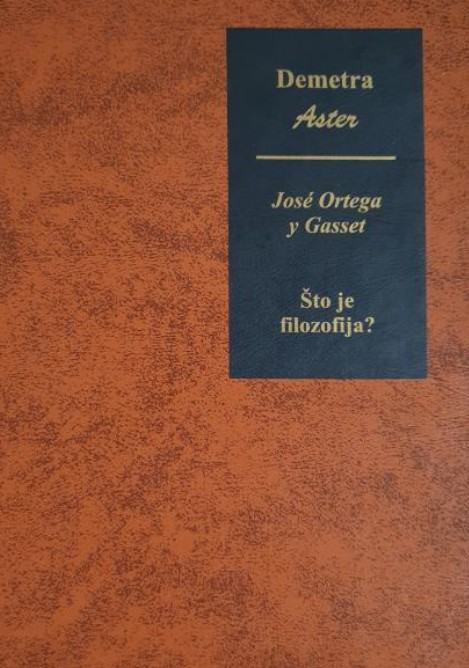 Demetra
Aster
José Ortega
y Gasset
Što je
filozofija?